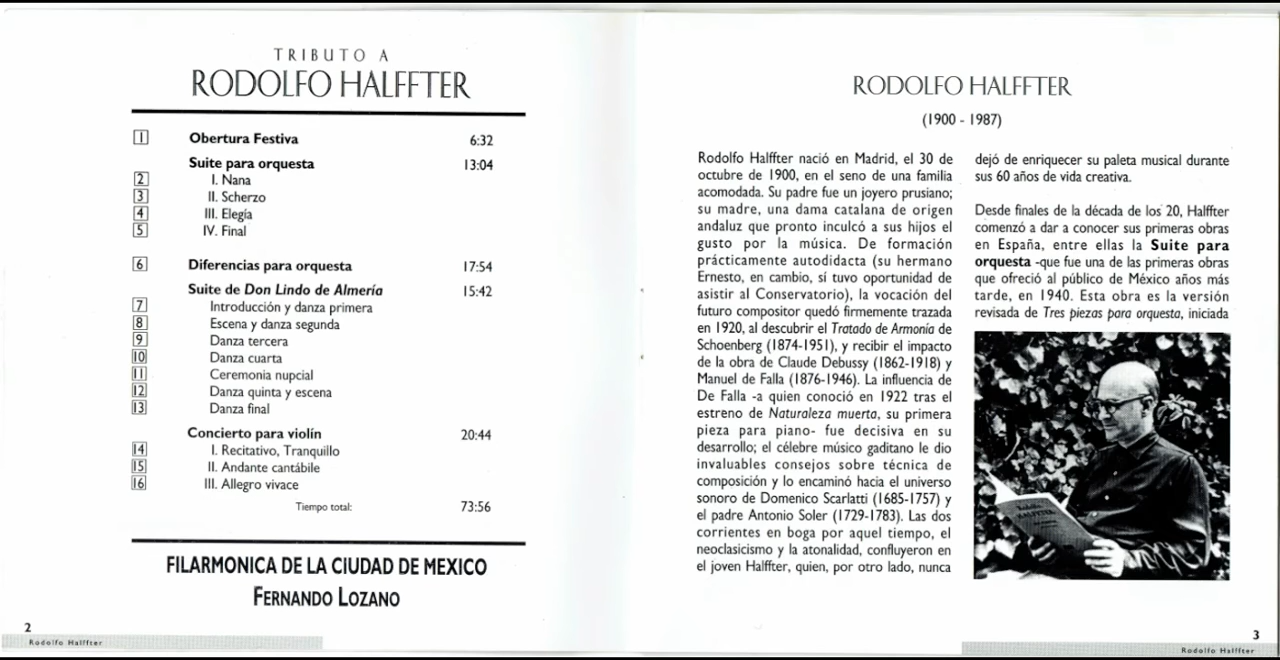 TRIBUTO A
RODOLFO HALFFTER
1 Obertura Festiva 6:32
Suite para orquesta 13:04
2 I. Nana
3 II. Scherzo
4 III. Elegía
5 IV. Final
6 Diferencias para orquesta 17:54
Suite de Don Lindo de Almería 15:42
7 Introducción y danza primera
8 Escena y danza segunda
9 Danza tercera
10 Danza cuarta
11 Ceremonia nupcial
12 Danza quinta y escena
13 Danza final
Concierto para violín 20:44
14 I. Recitativo, Tranquillo
15 II. Andante cantábile
16 III. Allegro vivace
Tiempo total: 73:56
FILARMONICA DE LA CIUDAD DE MEXICO
FERNANDO LOZANO
2
Rodolfo Halffter
RODOLFO HALFFTER
(1900 - 1987)
Rodolfo Halffter nació en Madrid, el 30 de
octubre de 1900, en el seno de una familia
acomodada. Su padre fue un joyero prusiano;
su madre, una dama catalana de origen
andaluz que pronto inculcó a sus hijos el
gusto por la música. De formación
prácticamente autodidacta (su hermano
Ernesto, en cambio, sí tuvo oportunidad de
asistir al Conservatorio), la vocación del
futuro compositor quedó firmemente trazada
en 1920, al descubrir el Tratado de Armonía de
Schoenberg (1874-1951), y recibir el impacto
de la obra de Claude Debussy (1862-1918) y
Manuel de Falla (1876-1946). La influencia de
De Falla -a quien conoció en 1922 tras el
estreno de Naturaleza muerta, su primera
pieza para piano- fue decisiva en su
desarrollo; el célebre músico gaditano le dio
invaluables consejos sobre técnica de
composición y lo encaminó hacia el universo
sonoro de Domenico Scarlatti (1685-1757) y
el padre Antonio Soler (1729-1783). Las dos
corrientes en boga por aquel tiempo, el
neoclasicismo y la atonalidad, confluyeron en
el joven Halffter, quien, por otro lado, nunca
dejó de enriquecer su paleta musical durante
sus 60 años de vida creativa.
Desde finales de la década de los 20, Halffter
comenzó a dar a conocer sus primeras obras
en España, entre ellas la Suite para
orquesta -que fue una de las primeras obras
que ofreció al público de México años más
tarde, en 1940. Esta obra es la versión
revisada de Tres piezas para orquesta, iniciada
HALFFTER
3
Rodolfo Halffter